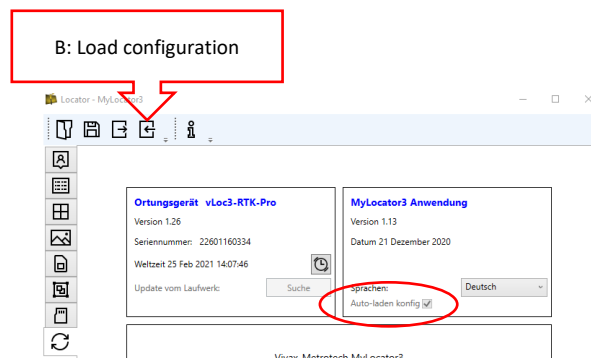 B: Load configuration
Locator - MyLocator3
Ortungsgerät vLoc3-RTK-Pro
Version 1.26
Seriennummer: 22601160334
Weltzeit 25 Feb 2021 14:07:46
Update vom Laufwerk:
Suche
MyLocator3 Anwendung
Version 1.13
Datum 21 Dezember 2020
Sprachen:
Deutsch
Auto-laden konfig
Vivax-Metrotech MyLocator3